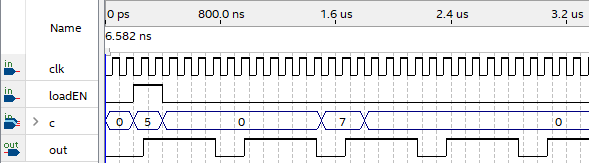 Name 0 ps 800.0 ns 1.6 us 2.4 us 3.2 us
6.582 ns
in clk
in loadEN
in > c 0 5 0 7 0
out out